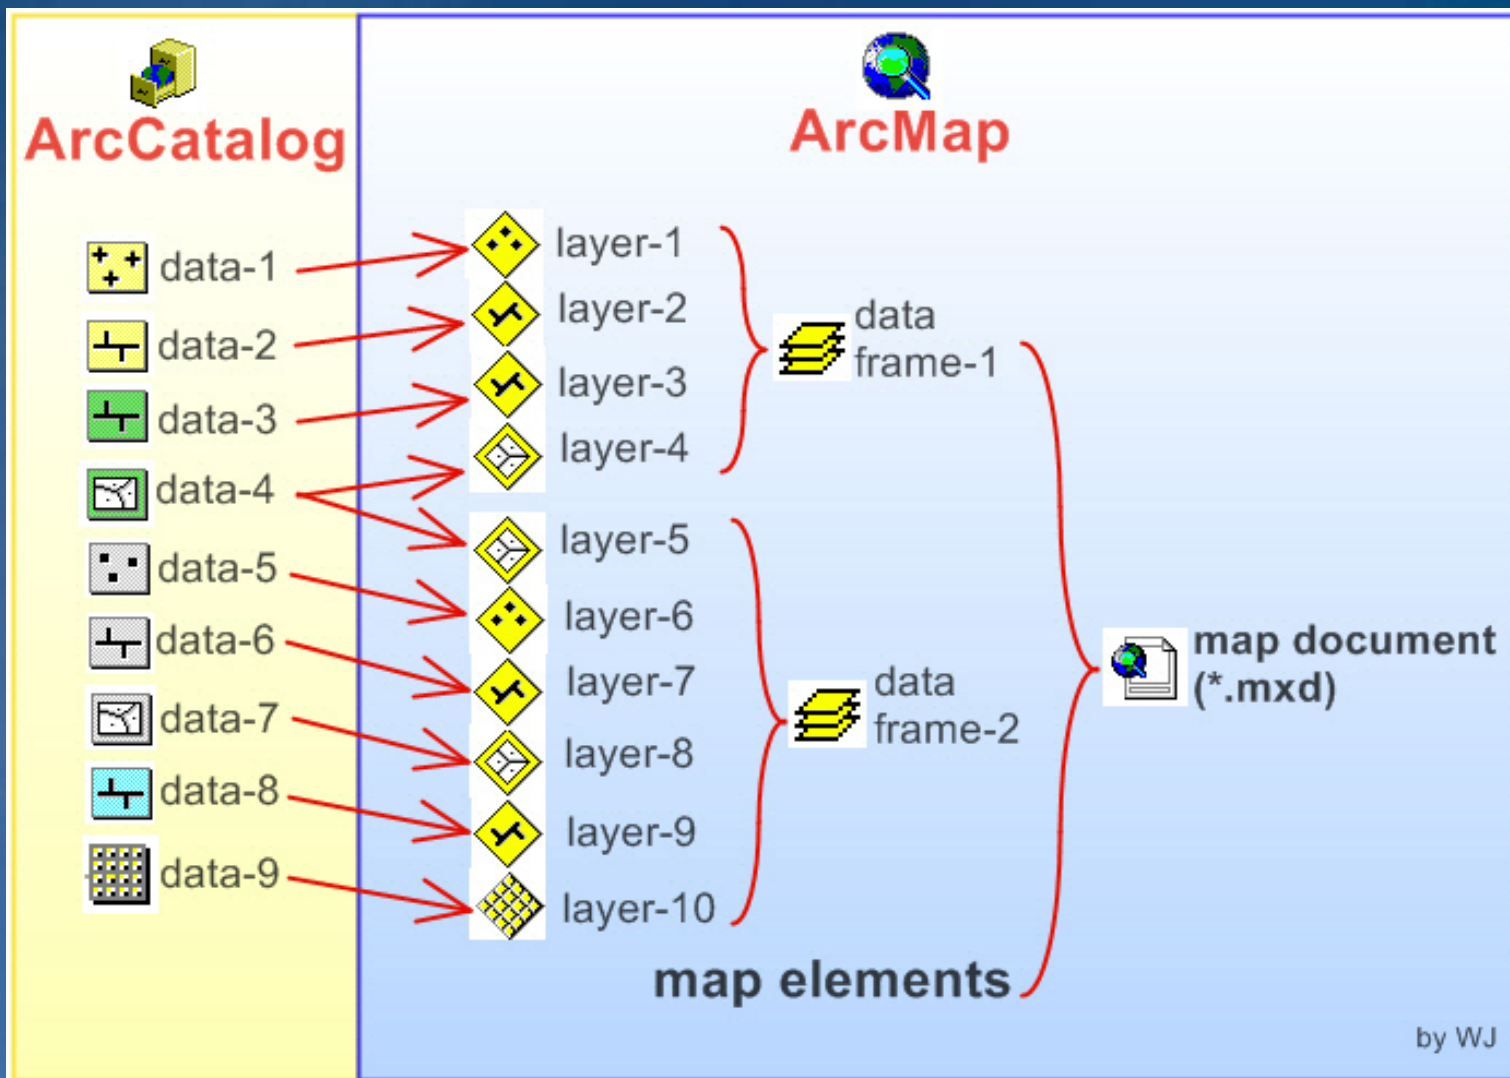 ArcCatalog
data-1
data-2
data-3
data-4
data-5
data-6
data-7
data-8
data-9
ArcMap
layer-1
layer-2
layer-3
layer-4
layer-5
layer-6
layer-7
layer-8
layer-9
layer-10
data
frame-1
data
frame-2
map elements
map document
(*.mxd)
by WJ